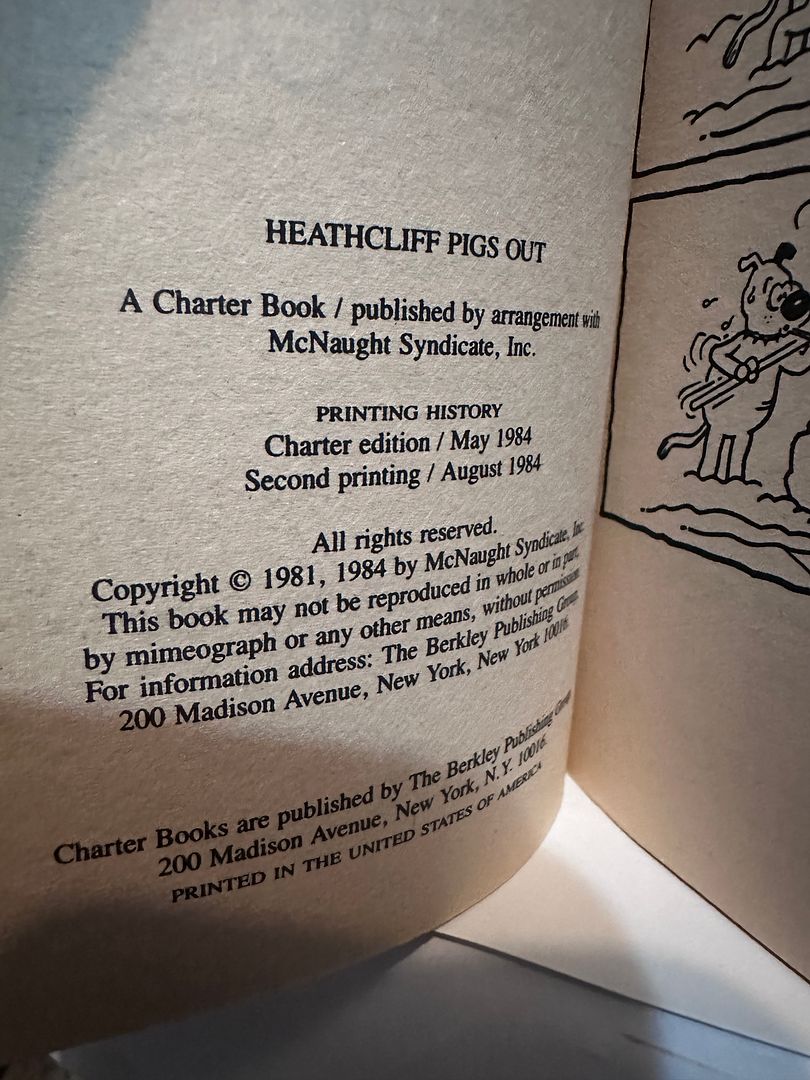 HEATHCLIFF PIGS OUT
A Charter Book / published by arrangement with
McNaught Syndicate, Inc.
PRINTING HISTORY
Charter edition / May 1984
Second printing / August 1984
All rights reserved.
Copyright © 1981, 1984 by McNaught Syndicate, Inc.
This book may not be reproduced in whole or in part,
by mimeograph or any other means, without permission.
For information address: The Berkley Publishing Group,
200 Madison Avenue, New York, New York 10016.
Charter Books are published by The Berkley Publishing Group,
200 Madison Avenue, New York, N.Y. 10016.
PRINTED IN THE UNITED STATES OF AMERICA